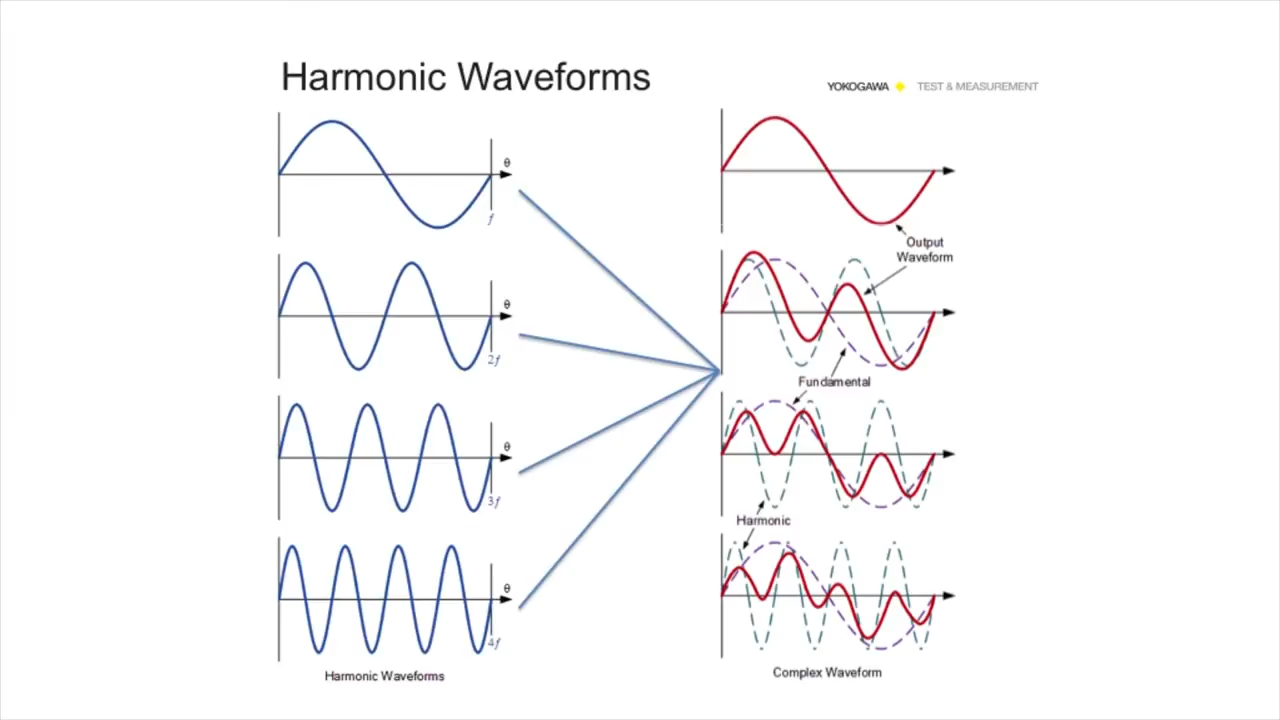 Harmonic Waveforms
YOKOGAWA TEST & MEASUREMENT
θ
f
θ
2f
θ
3f
θ
4f
Harmonic Waveforms
Output
Waveform
Fundamental
Harmonic
Complex Waveform